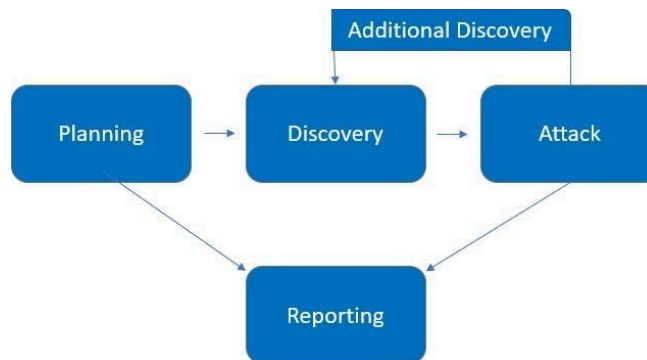 Additional Discovery
Planning
Discovery
Attack
Reporting